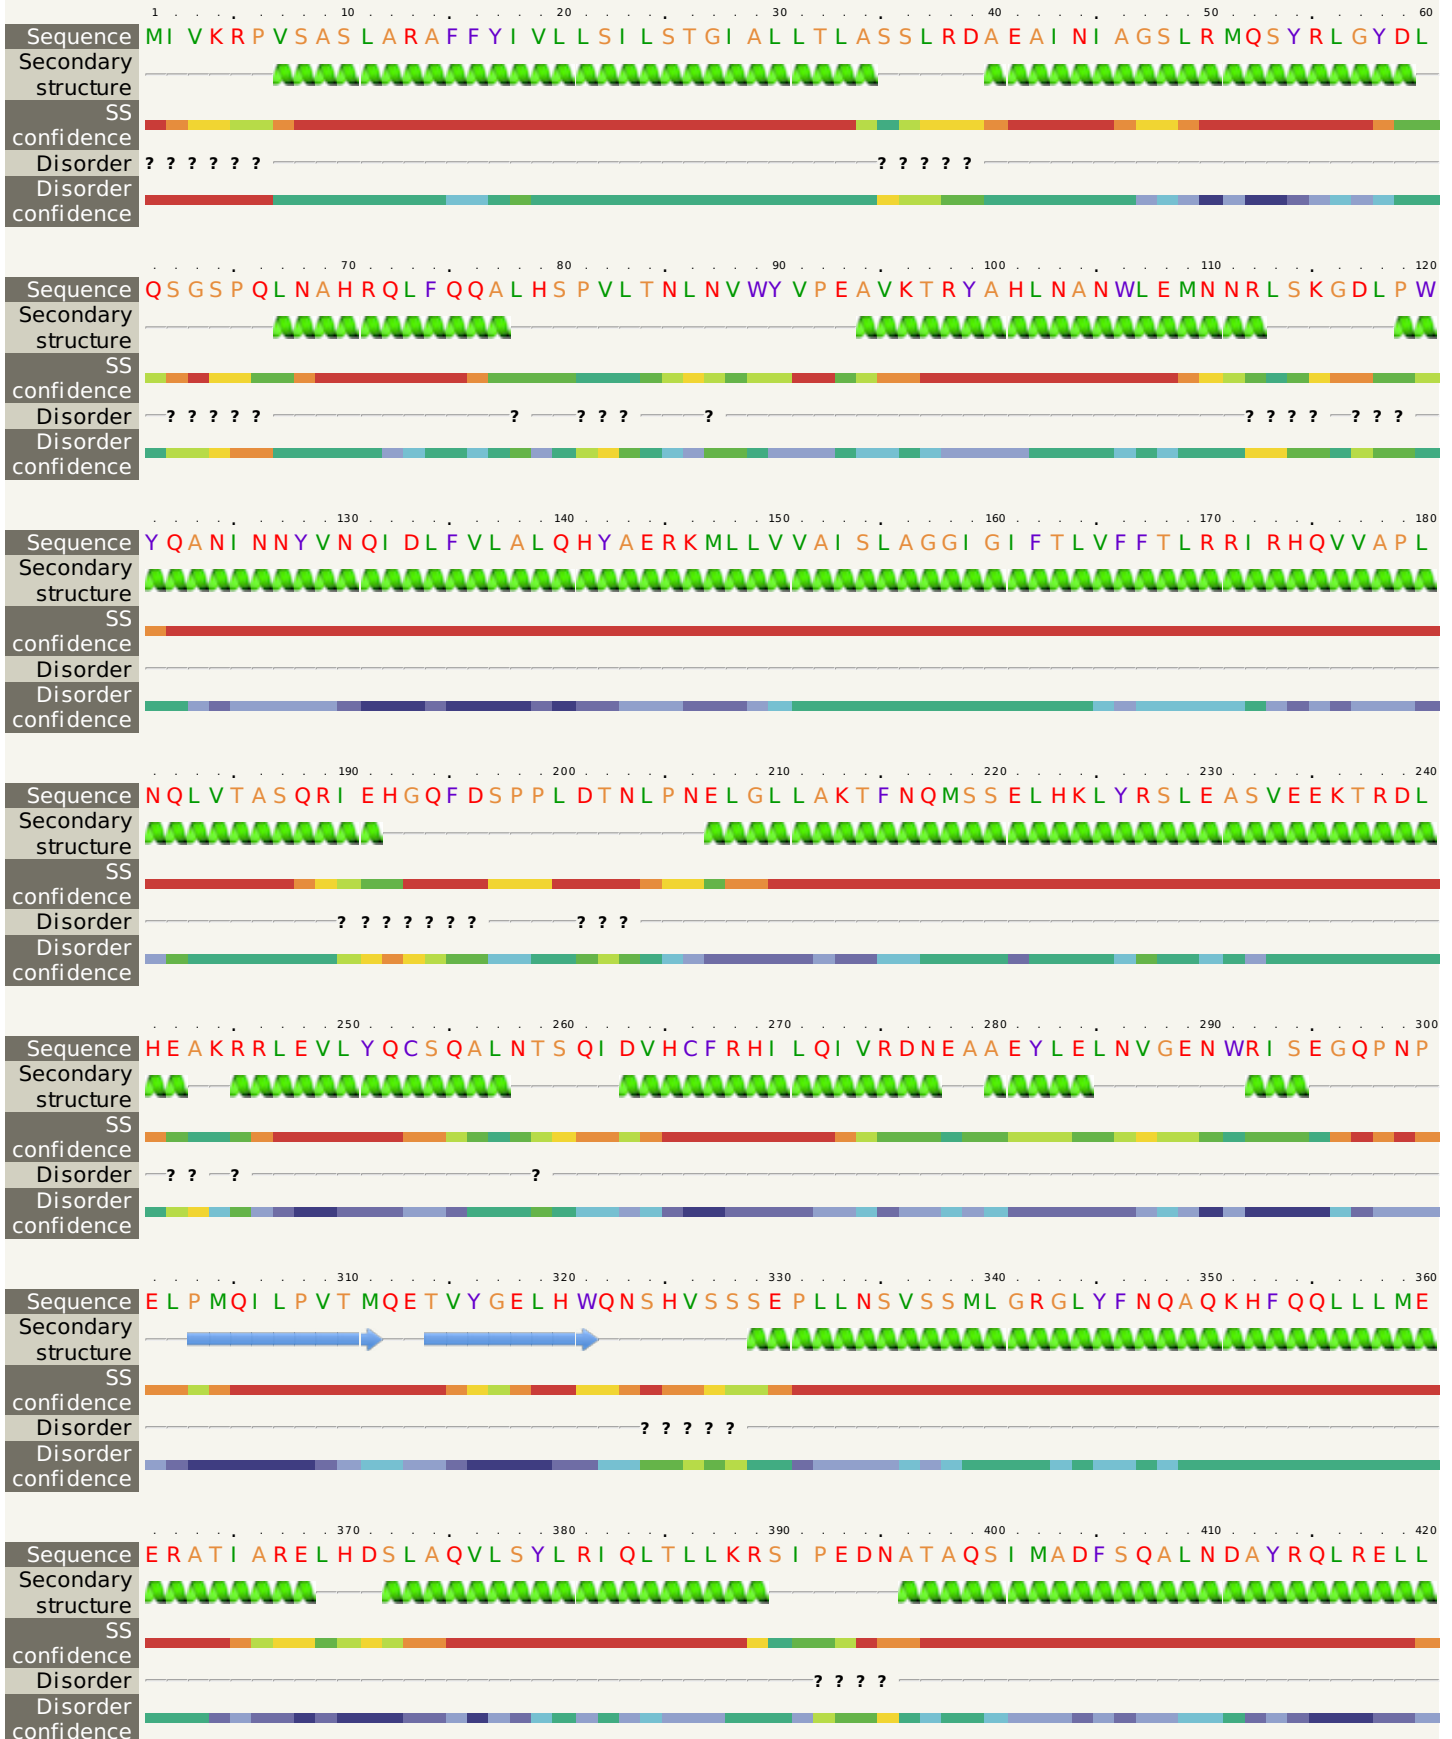 1 10 20 30 40 50 60
Sequence MIVKRPVSASLARAFFYIVLLSILSTGIALLTLASSLRDAEAINIAGSLRMQSYRLGYDL
Secondary
structure
SS
confidence
Disorder ? ? ? ? ? ? ? ? ? ? ?
Disorder
confidence
70 80 90 100 110 120
Sequence QSGSPQLNAHRQLFQQALHSPVLTNLNVWYVPEAVKTRYAHLNANWLEMNNRLSKGDLPW
Secondary
structure
SS
confidence
Disorder ? ? ? ? ? ? ? ? ? ? ? ? ? ? ? ? ?
Disorder
confidence
130 140 150 160 170 180
Sequence YQANINNYVNQIDLFVLALQHYAERKMLLVVAISLAGGIGIFTLVFFTLRRIRHQVVAPL
Secondary
structure
SS
confidence
Disorder
Disorder
confidence
190 200 210 220 230 240
Sequence NQLVTASQRIEHGQFDSPPLDTNLPNELGLLAKTFNQMSSELHKLYRSLEASVEEKTRDL
Secondary
structure
SS
confidence
Disorder ? ? ? ? ? ? ? ? ? ?
Disorder
confidence
250 260 270 280 290 300
Sequence HEAKRRLEVLYQCSQALNTSQIDVHCFRHILQIVRDNEAAEYLELNVGENWRISEGQPNP
Secondary
structure
SS
confidence
Disorder ? ? ? ?
Disorder
confidence
310 320 330 340 350 360
Sequence ELPMQILPVTMQETVYGELHWQNSHVSSSEPLLNSVSSMLGRGLYFNQAQKHFQQLLLME
Secondary
structure
SS
confidence
Disorder ? ? ? ? ?
Disorder
confidence
370 380 390 400 410 420
Sequence ERATIARELHDSLAQVLSYLRIQLTLLKRSIPEDNATAQSIMADFSQALNDAYRQLRELL
Secondary
structure
SS
confidence
Disorder ? ? ? ?
Disorder
confidence